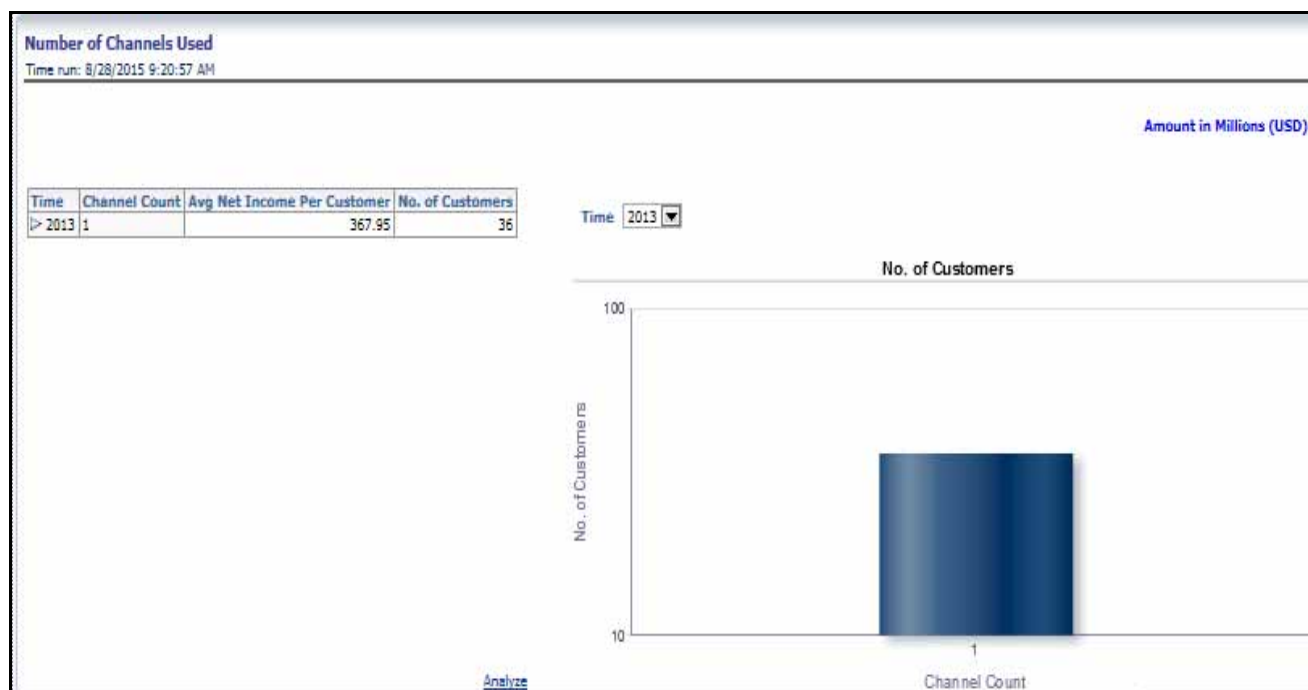 Number of Channels Used
Time run: 8/28/2015 9:20:57 AM
Amount in Millions (USD)
Time Channel Count Avg Net Income Per Customer No. of Customers
2013 1 367.95 36
Time 2013
No. of Customers
100
No. of Customers
10
1
Channel Count
Analyze